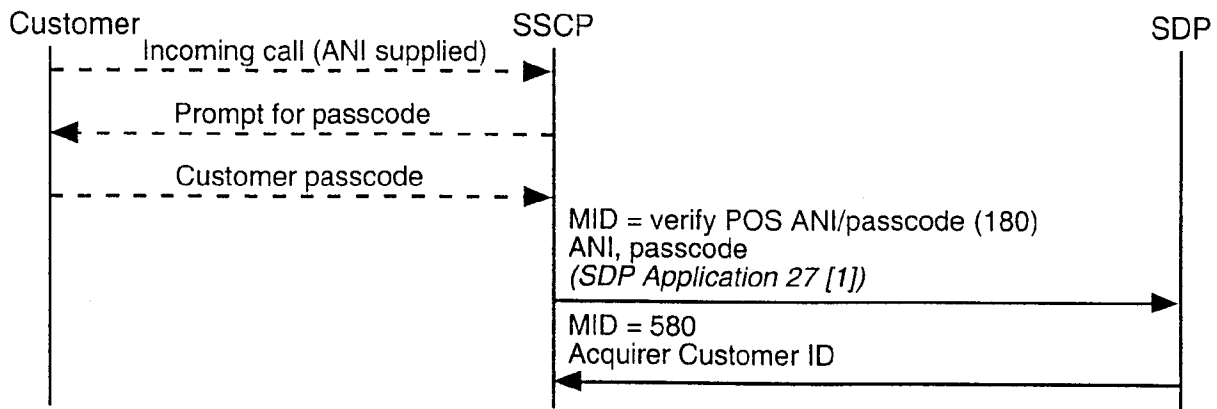 Customer
SSCP
SDP
Incoming call (ANI supplied)
Prompt for passcode
Customer passcode
MID = verify POS ANI/passcode (180)
ANI, passcode
(SDP Application 27 [1])
MID = 580
Acquirer Customer ID